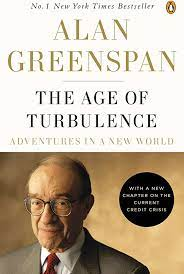 No. 1 New York Times Bestseller
ALAN
GREENSPAN
THE AGE OF
TURBULENCE
ADVENTURES IN A NEW WORLD
WITH A NEW
CHAPTER ON THE
CURRENT
CREDIT CRISIS